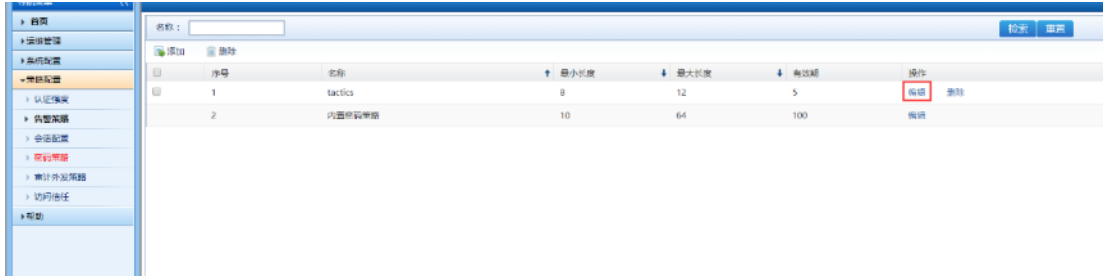 首页
运维管理
系统配置
策略配置
认证强度
告警策略
会话配置
密码策略
审计外发策略
访问信任
帮助
名称：
检索 重置
添加 删除
序号 名称 最小长度 最大长度 有效期 操作
1 tactics 8 12 5 编辑 删除
2 内置密码策略 10 64 100 编辑